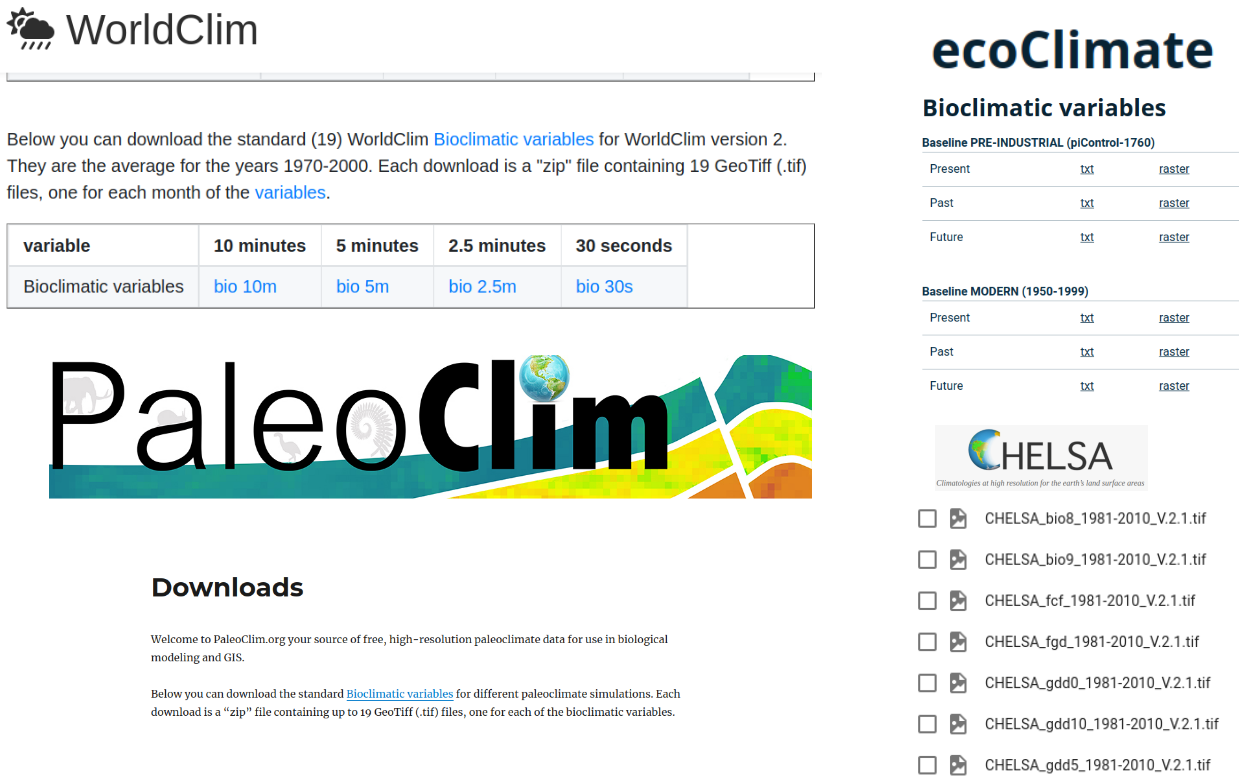 WorldClim
Below you can download the standard (19) WorldClim Bioclimatic variables for WorldClim version 2.
They are the average for the years 1970-2000. Each download is a "zip" file containing 19 GeoTiff (.tif)
files, one for each month of the variables.
variable 10 minutes 5 minutes 2.5 minutes 30 seconds
Bioclimatic variables bio 10m bio 5m bio 2.5m bio 30s
PaleoClim
Downloads
Welcome to PaleoClim.org your source of free, high-resolution paleoclimate data for use in biological
modeling and GIS.
Below you can download the standard Bioclimatic variables for different paleoclimate simulations. Each
download is a “zip” file containing up to 19 GeoTiff (.tif) files, one for each of the bioclimatic variables.
ecoClimate
Bioclimatic variables
Baseline PRE-INDUSTRIAL (piControl-1760)
Present txt raster
Past txt raster
Future txt raster
Baseline MODERN (1950-1999)
Present txt raster
Past txt raster
Future txt raster
CHELSA
Climatologies at high resolution for the earth's land surface areas
CHELSA_bio8_1981-2010_V.2.1.tif
CHELSA_bio9_1981-2010_V.2.1.tif
CHELSA_fcf_1981-2010_V.2.1.tif
CHELSA_fgd_1981-2010_V.2.1.tif
CHELSA_gdd0_1981-2010_V.2.1.tif
CHELSA_gdd10_1981-2010_V.2.1.tif
CHELSA_gdd5_1981-2010_V.2.1.tif